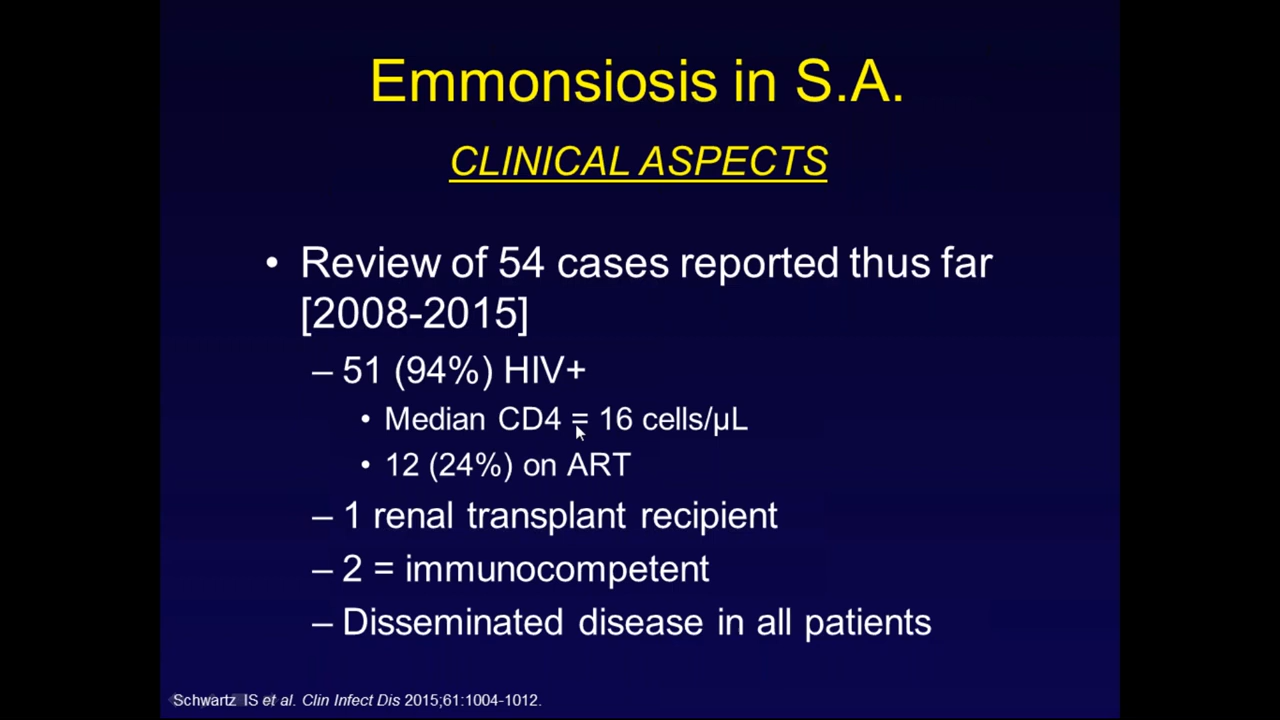 Emmonsiosis in S.A.
CLINICAL ASPECTS
• Review of 54 cases reported thus far
[2008-2015]
– 51 (94%) HIV+
• Median CD4 = 16 cells/µL
• 12 (24%) on ART
– 1 renal transplant recipient
– 2 = immunocompetent
– Disseminated disease in all patients
Schwartz IS et al. Clin Infect Dis 2015;61:1004-1012.